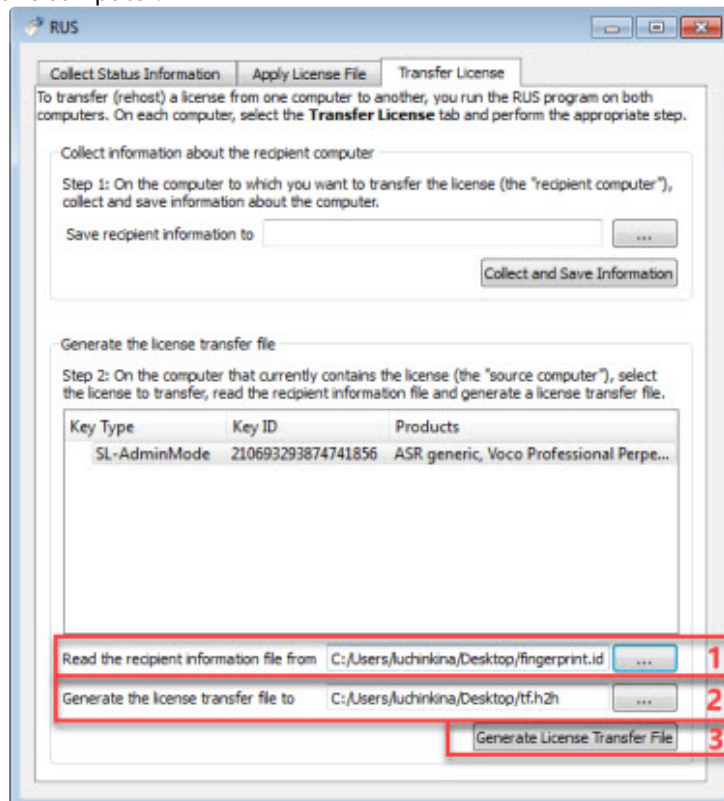 RUS
Collect Status Information Apply License File Transfer License
To transfer (rehost) a license from one computer to another, you run the RUS program on both
computers. On each computer, select the Transfer License tab and perform the appropriate step.
Collect information about the recipient computer
Step 1: On the computer to which you want to transfer the license (the "recipient computer"),
collect and save information about the computer.
Save recipient information to ...
Collect and Save Information
Generate the license transfer file
Step 2: On the computer that currently contains the license (the "source computer"), select
the license to transfer, read the recipient information file and generate a license transfer file.
Key Type Key ID Products
SL-AdminMode 210693293874741856 ASR generic, Voco Professional Perpe...
Read the recipient information file from C:/Users/luchinkina/Desktop/fingerprint.id ... 1
Generate the license transfer file to C:/Users/luchinkina/Desktop/tf.h2h ... 2
Generate License Transfer File 3